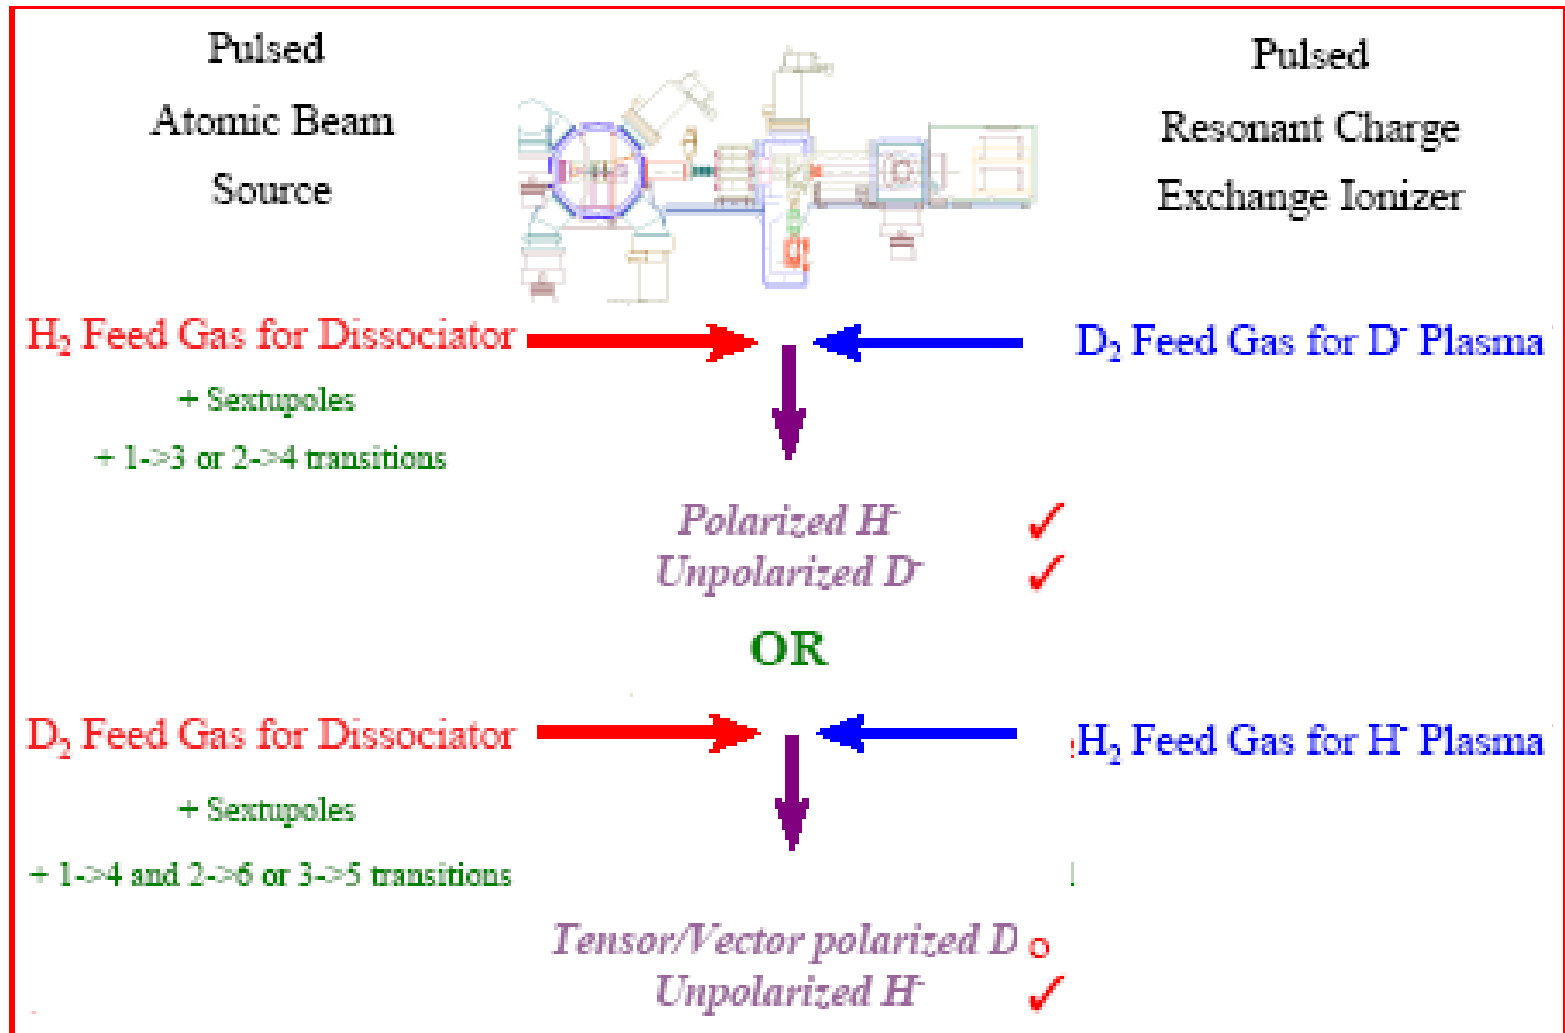 Pulsed
Atomic Beam
Source
Pulsed
Resonant Charge
Exchange Ionizer
H₂ Feed Gas for Dissociator
D₂ Feed Gas for D⁻ Plasma
+ Sextupoles
+ 1->3 or 2->4 transitions
Polarized H⁻ ✓
Unpolarized D⁻ ✓
OR
D₂ Feed Gas for Dissociator
H₂ Feed Gas for H⁻ Plasma
+ Sextupoles
+ 1->4 and 2->6 or 3->5 transitions
Tensor/Vector polarized D o
Unpolarized H⁻ ✓